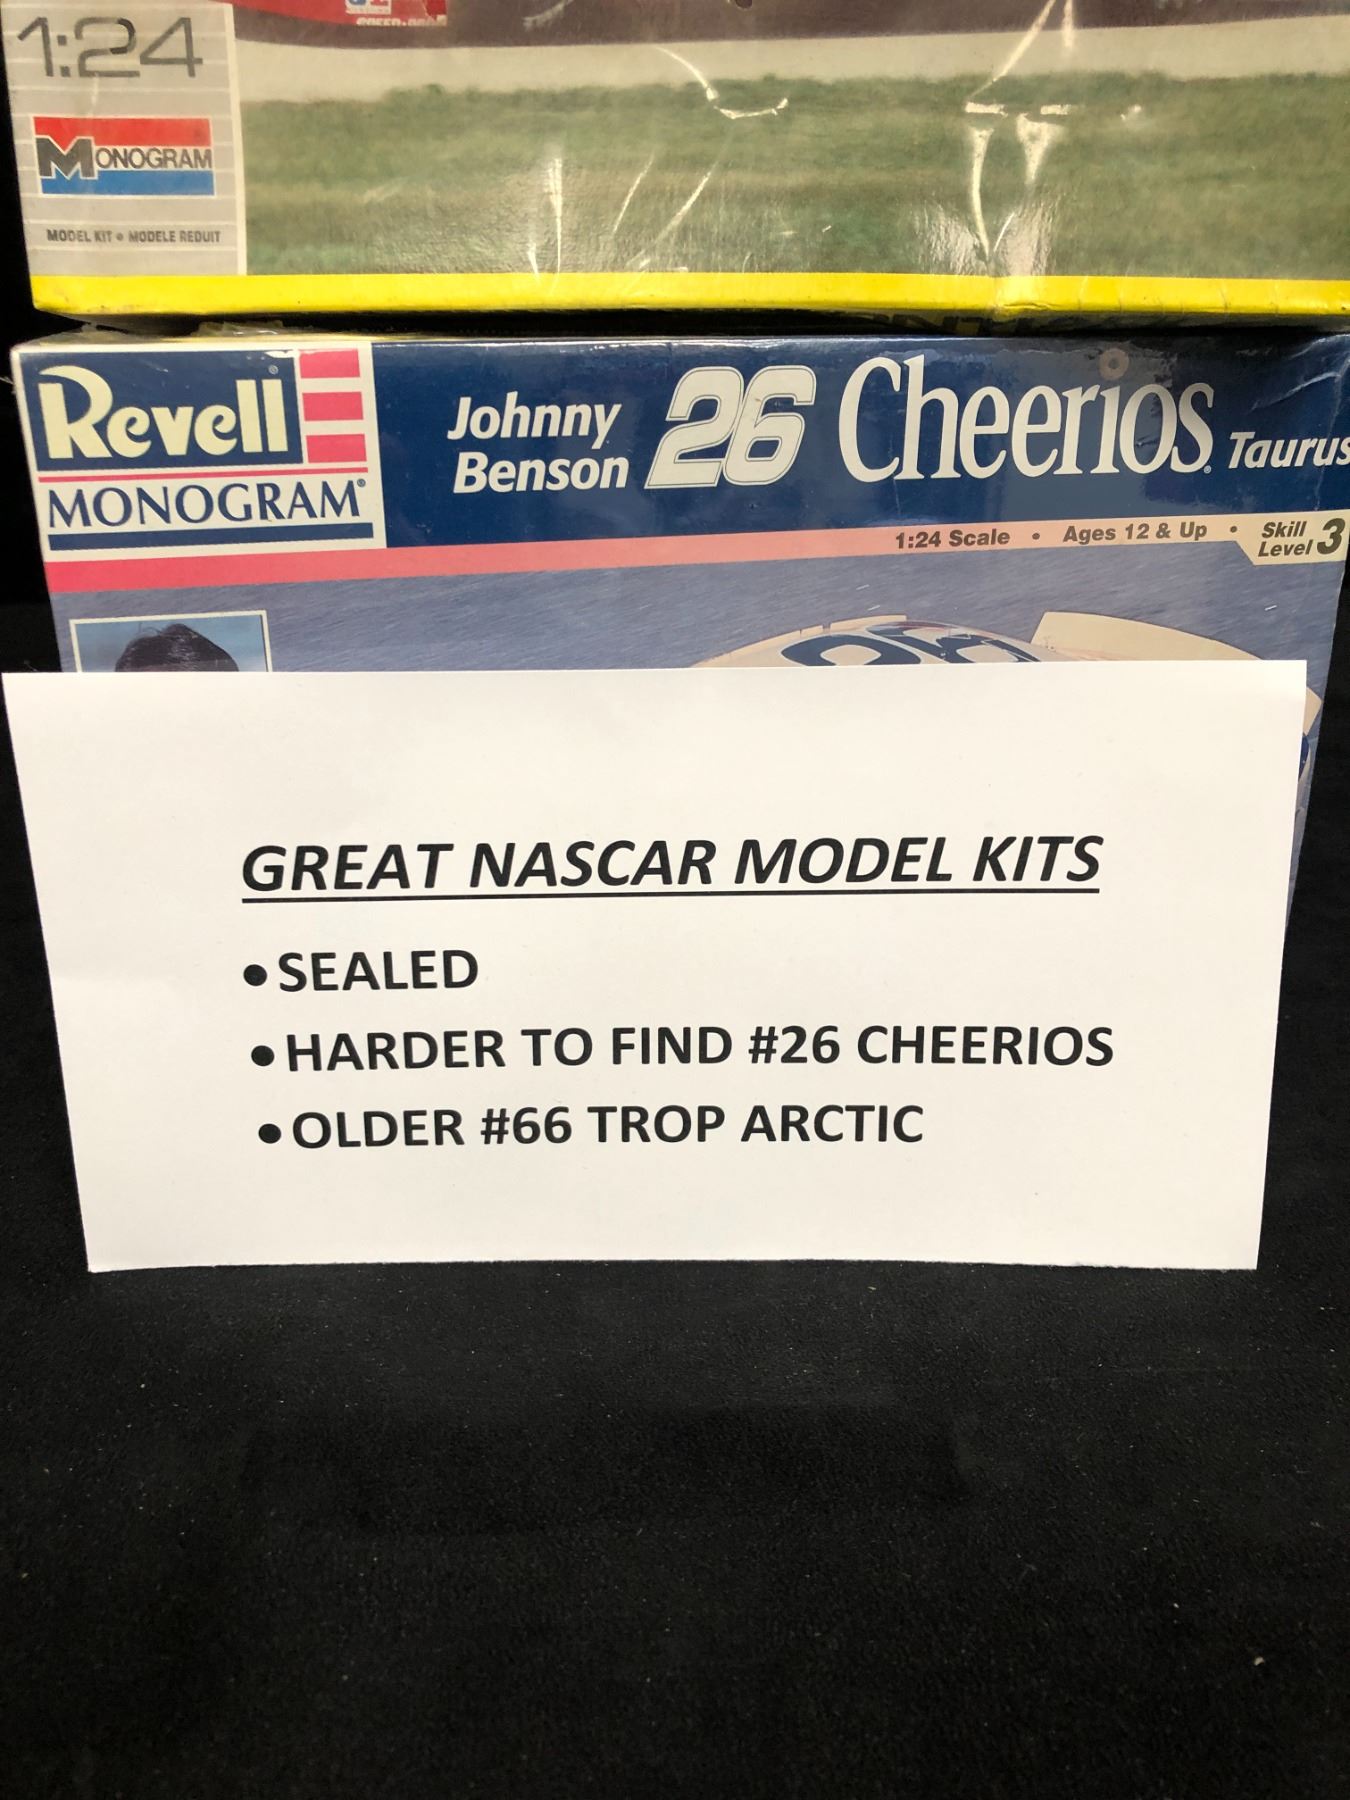 1:24
MONOGRAM
MODEL KIT • MODELE REDUIT
Revell
MONOGRAM
Johnny
Benson
26 Cheerios Taurus
1:24 Scale • Ages 12 & Up • Skill Level 3
GREAT NASCAR MODEL KITS
• SEALED
• HARDER TO FIND #26 CHEERIOS
• OLDER #66 TROP ARCTIC